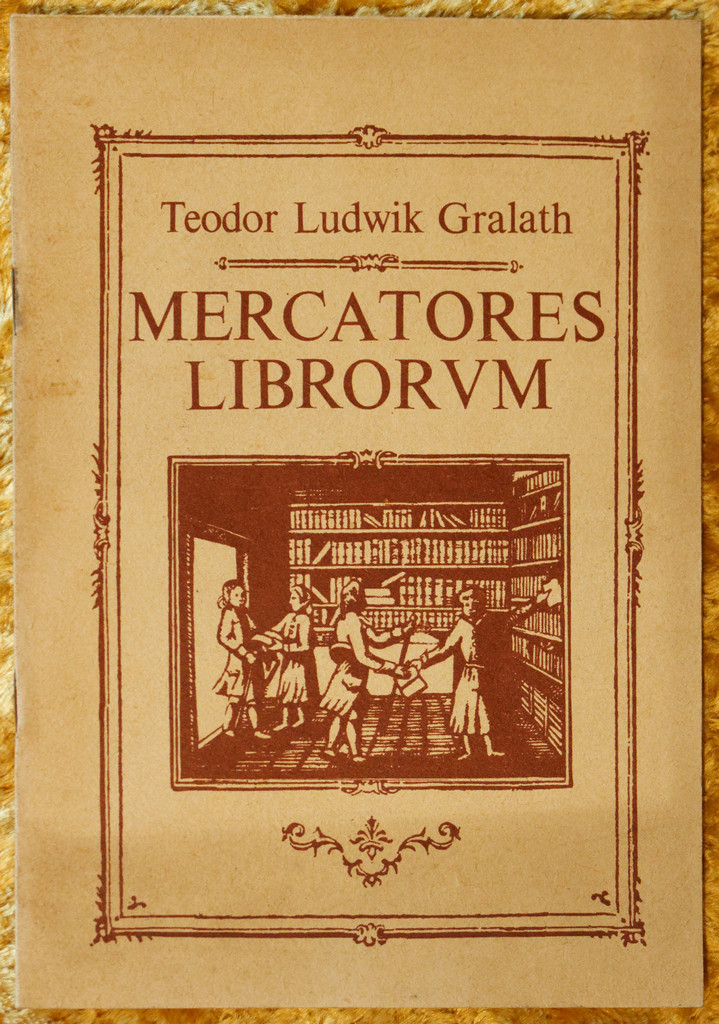 Teodor Ludwik Gralath
MERCATORES
LIBRORVM